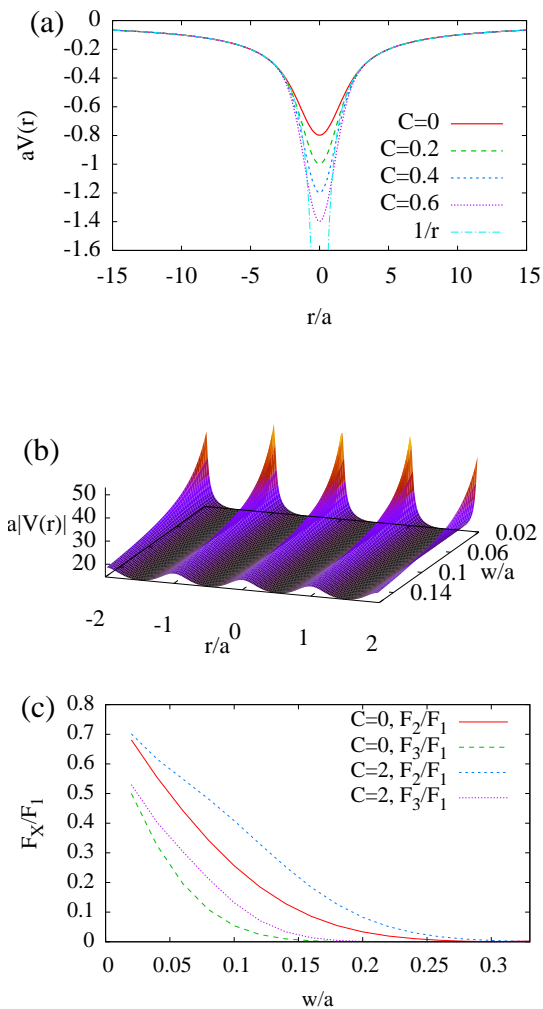 (a)
0
-0.2
-0.4
-0.6
-0.8
-1
-1.2
-1.4
-1.6
aV(r)
C=0
C=0.2
C=0.4
C=0.6
1/r
-15 -10 -5 0 5 10 15
r/a
(b)
50
40
30
20
a|V(r)|
-2 -1 0 1 2
r/a
0.02
0.06
0.1
0.14
w/a
(c)
0.8
0.7
0.6
0.5
0.4
0.3
0.2
0.1
0
F_X/F_1
C=0, F_2/F_1
C=0, F_3/F_1
C=2, F_2/F_1
C=2, F_3/F_1
0 0.05 0.1 0.15 0.2 0.25 0.3
w/a